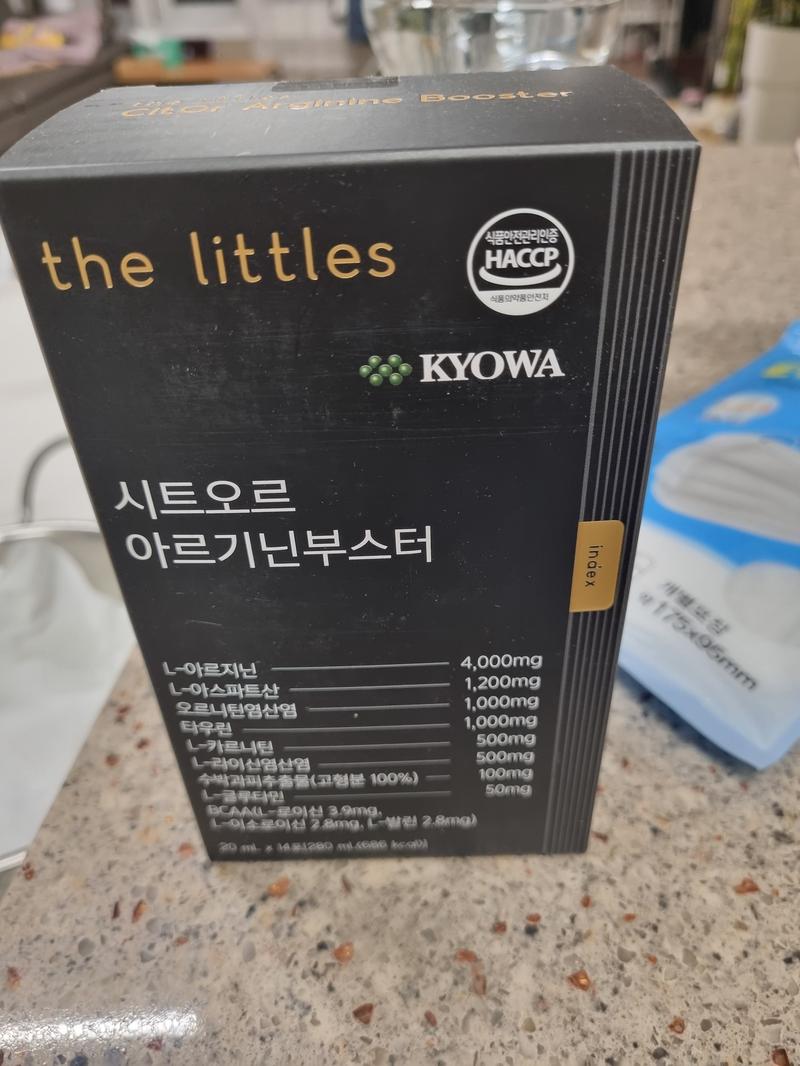 CitOr Arginine Booster
the littles
식품안전관리인증
HACCP
식품의약품안전처
KYOWA
시트오르
아르기닌부스터
index
L-아르지닌 4,000mg
L-아스파트산 1,200mg
오르니틴염산염 1,000mg
타우린 1,000mg
L-카르니틴 500mg
L-라이신염산염 500mg
수박과피추출물(고형분 100%) 100mg
L-글루타민 50mg
BCAA(L-로이신 3.9mg,
L-이소로이신 2.8mg, L-발린 2.8mg)
20 mL x 14포(280 mL(686 kcal))
개별포장
175x95mm